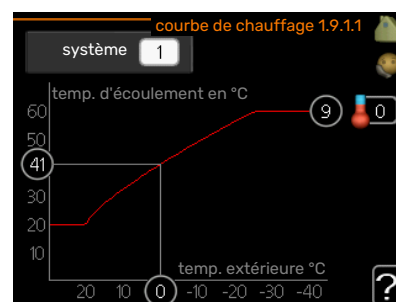 courbe de chauffage 1.9.1.1
système 1
temp. d'écoulement en °C
60
9
0
50
41
30
20
10
temp. extérieure °C
20 10 0 -10 -20 -30 -40
?